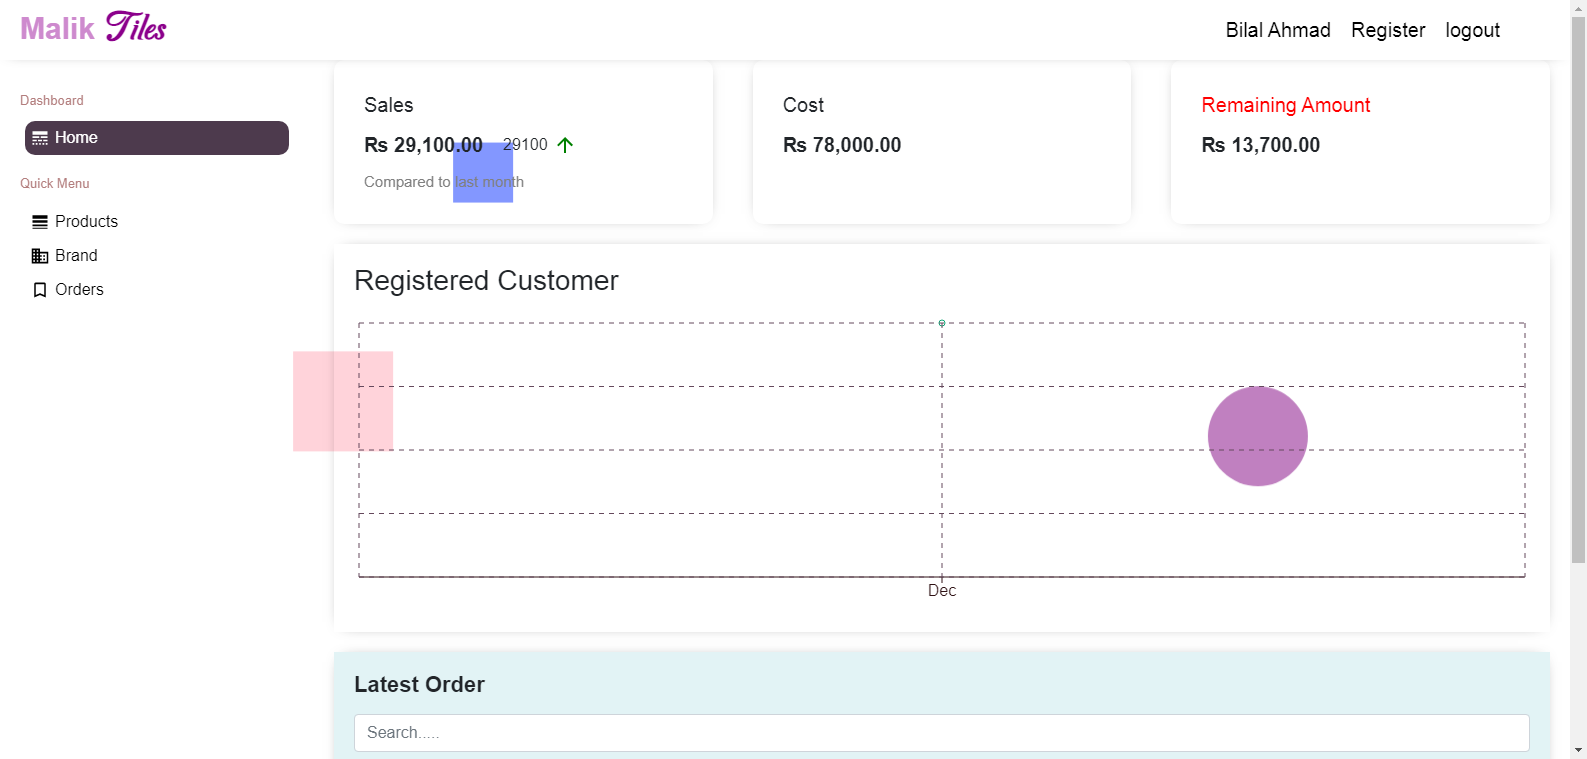 Malik Tiles
Bilal Ahmad Register logout
Dashboard
Home
Quick Menu
Products
Brand
Orders
Sales
Rs 29,100.00 29100
Compared to last month
Cost
Rs 78,000.00
Remaining Amount
Rs 13,700.00
Registered Customer
Dec
Latest Order
Search.....